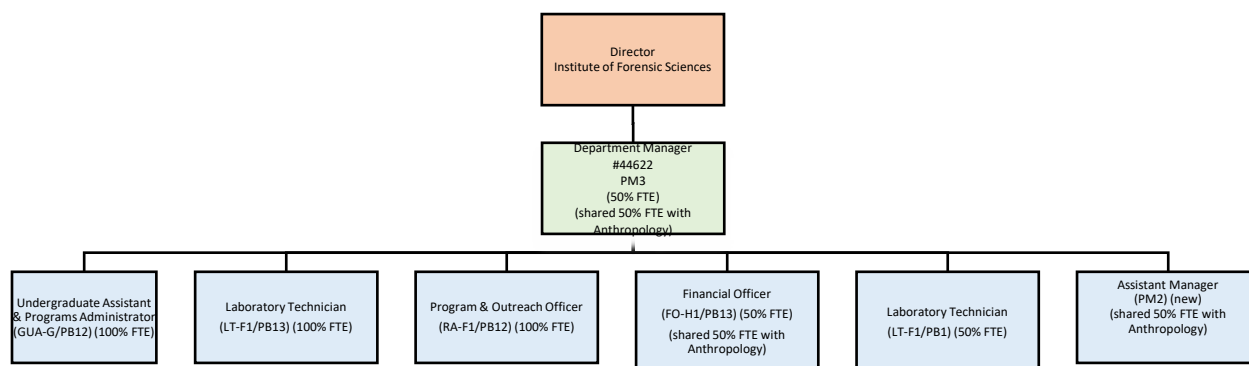 Director
Institute of Forensic Sciences
Department Manager
#44622
PM3
(50% FTE)
(shared 50% FTE with
Anthropology)
Undergraduate Assistant
& Programs Administrator
(GUA-G/PB12) (100% FTE)
Laboratory Technician
(LT-F1/PB13) (100% FTE)
Program & Outreach Officer
(RA-F1/PB12) (100% FTE)
Financial Officer
(FO-H1/PB13) (50% FTE)
(shared 50% FTE with
Anthropology)
Laboratory Technician
(LT-F1/PB1) (50% FTE)
Assistant Manager
(PM2) (new)
(shared 50% FTE with
Anthropology)